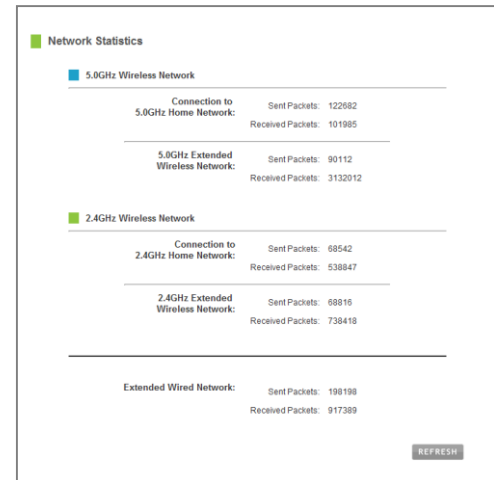 Network Statistics
5.0GHz Wireless Network
Connection to
5.0GHz Home Network:
Sent Packets: 122682
Received Packets: 101985
5.0GHz Extended
Wireless Network:
Sent Packets: 90112
Received Packets: 3132012
2.4GHz Wireless Network
Connection to
2.4GHz Home Network:
Sent Packets: 68542
Received Packets: 538847
2.4GHz Extended
Wireless Network:
Sent Packets: 68816
Received Packets: 738418
Extended Wired Network:
Sent Packets: 198198
Received Packets: 917389
REFRESH